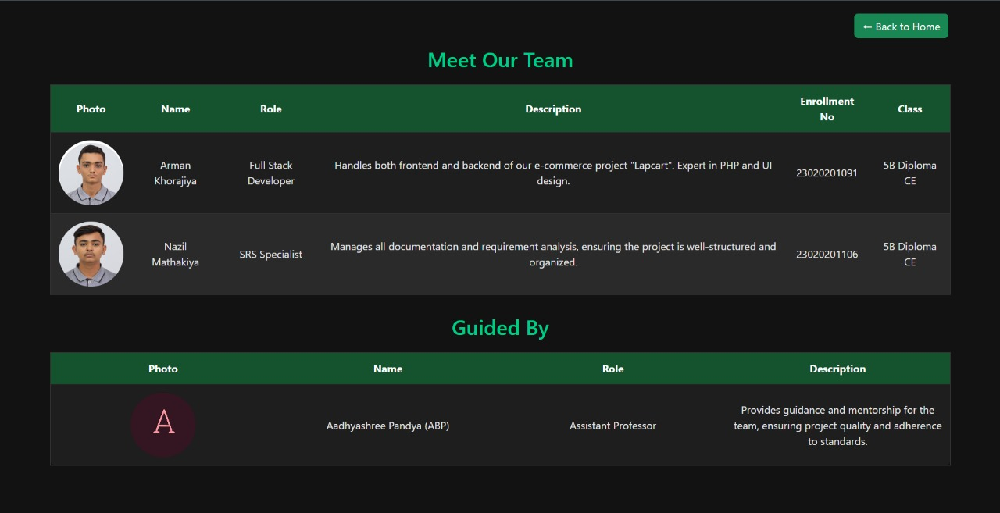 ← Back to Home
Meet Our Team
Photo Name Role Description Enrollment No Class
Arman Khorajiya Full Stack Developer Handles both frontend and backend of our e-commerce project "Lapcart". Expert in PHP and UI design. 23020201091 5B Diploma CE
Nazil Mathakiya SRS Specialist Manages all documentation and requirement analysis, ensuring the project is well-structured and organized. 23020201106 5B Diploma CE
Guided By
Photo Name Role Description
A Aadhyashree Pandya (ABP) Assistant Professor Provides guidance and mentorship for the team, ensuring project quality and adherence to standards.